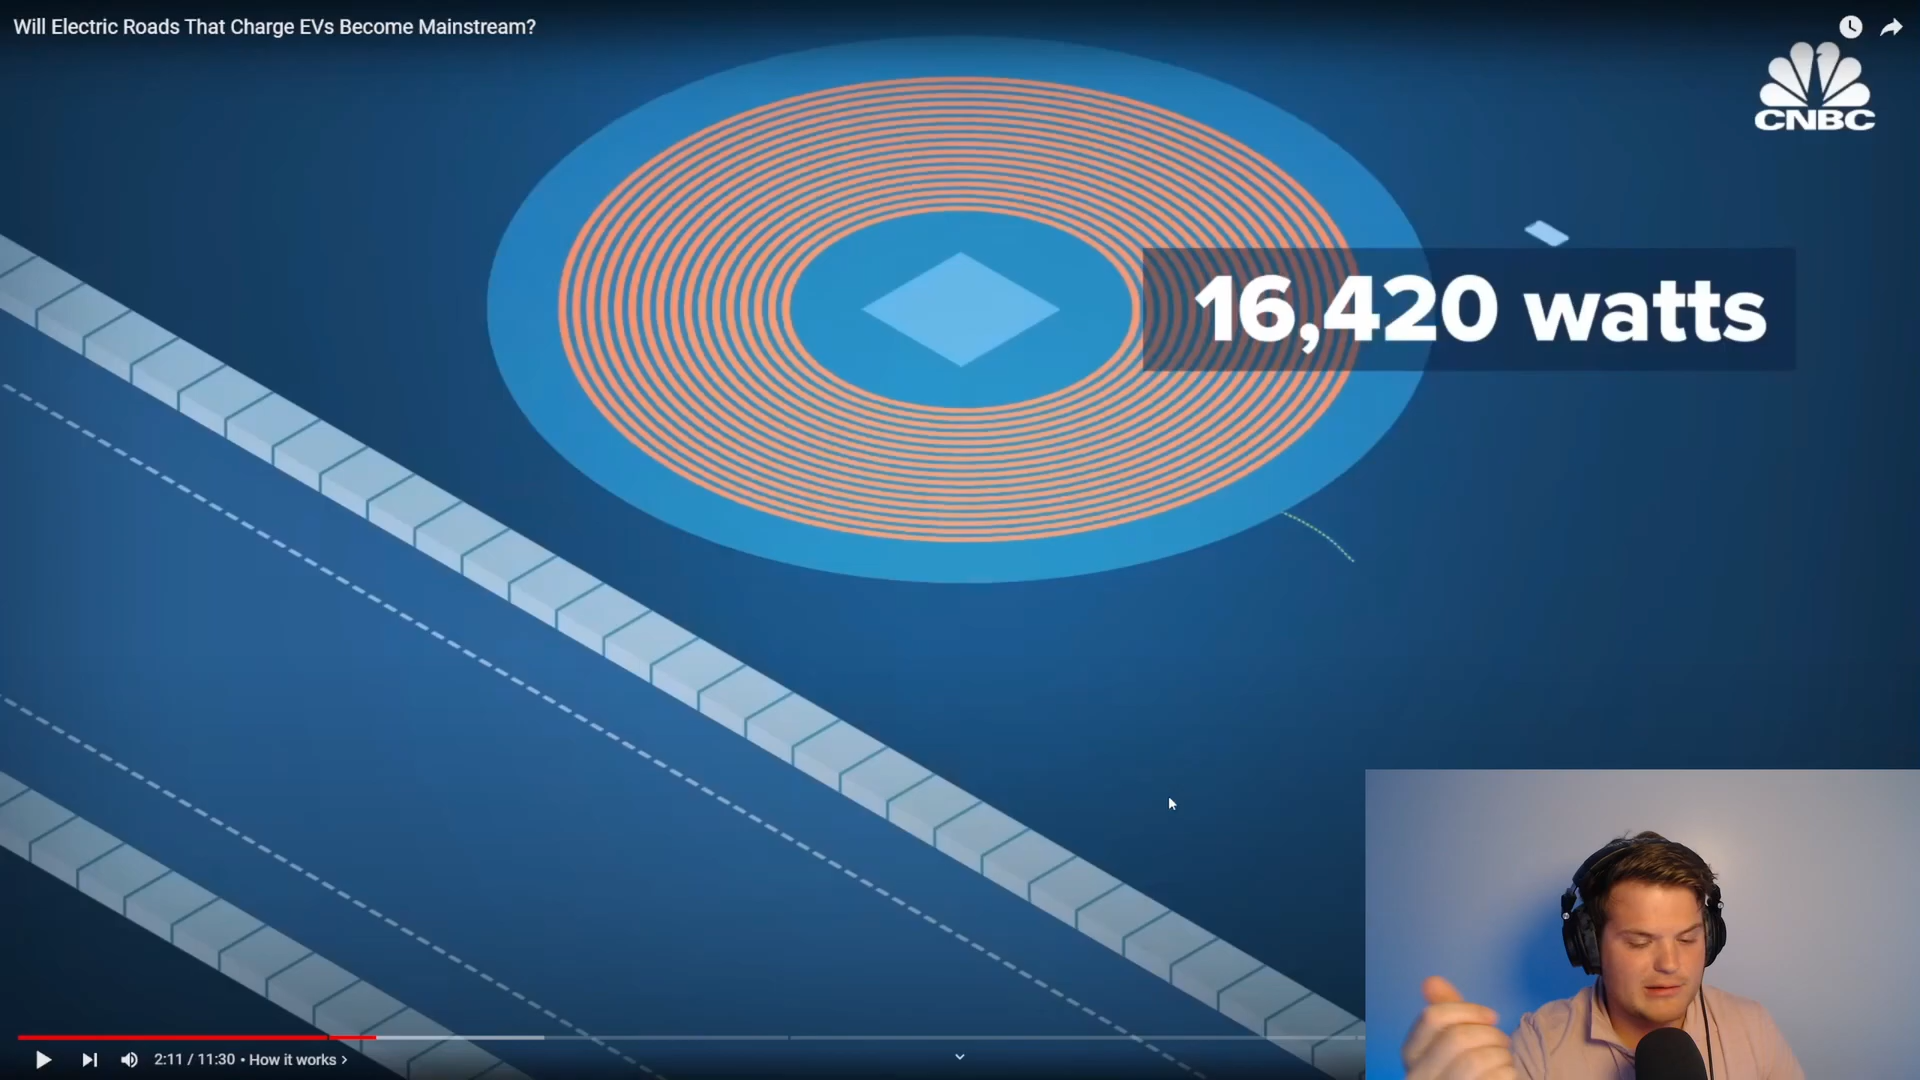 Will Electric Roads That Charge EVs Become Mainstream?
CNBC
16,420 watts
2:11 / 11:30 • How it works ›